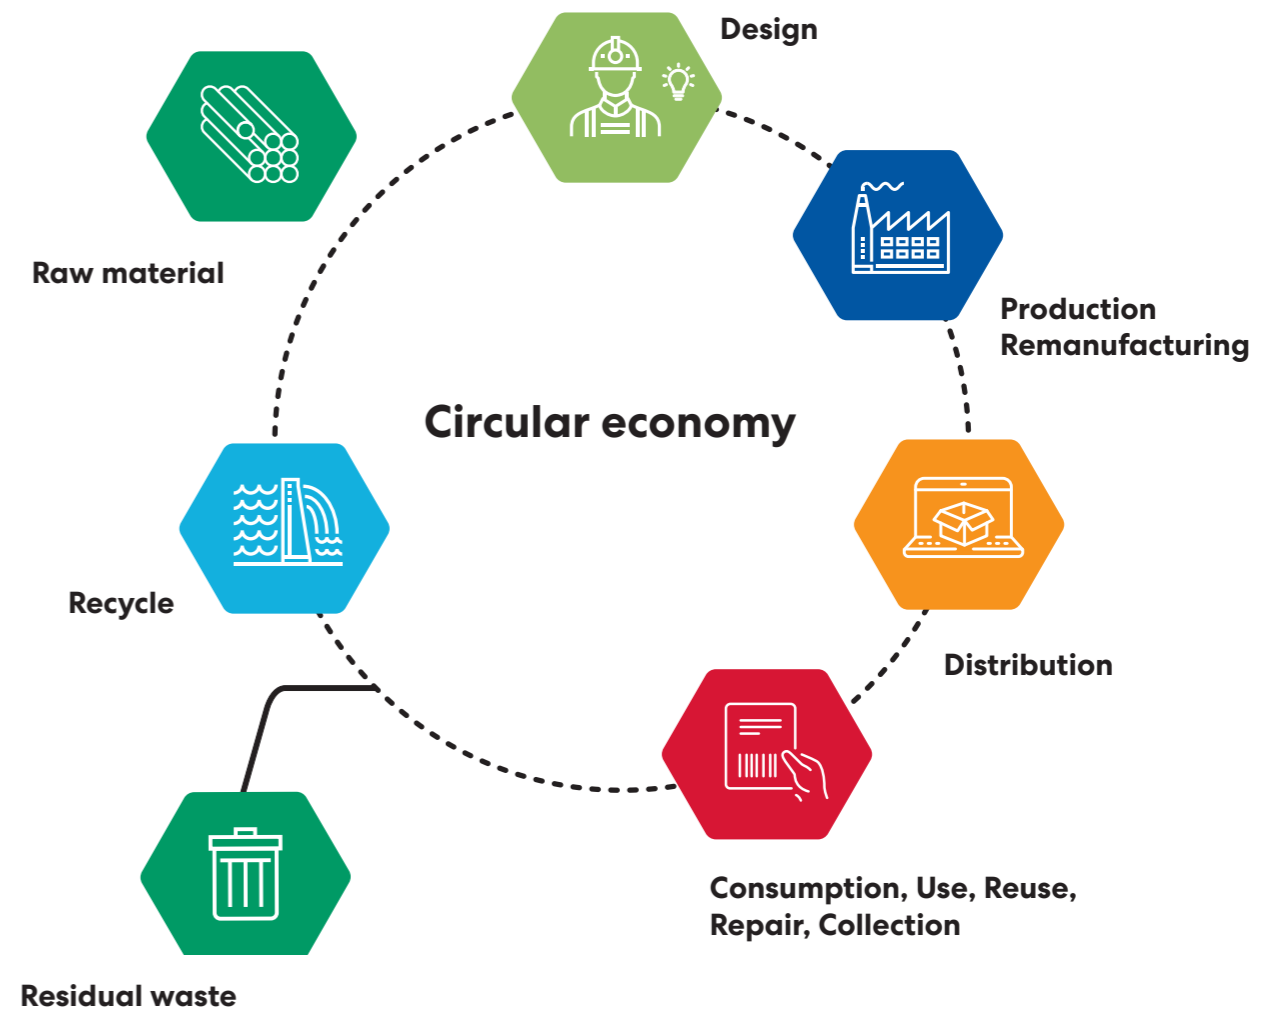 Design
Raw material
Production
Remanufacturing
Circular economy
Recycle
Distribution
Consumption, Use, Reuse,
Repair, Collection
Residual waste